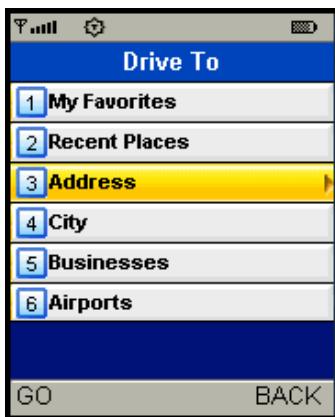 Drive To
1 My Favorites
2 Recent Places
3 Address
4 City
5 Businesses
6 Airports
GO BACK